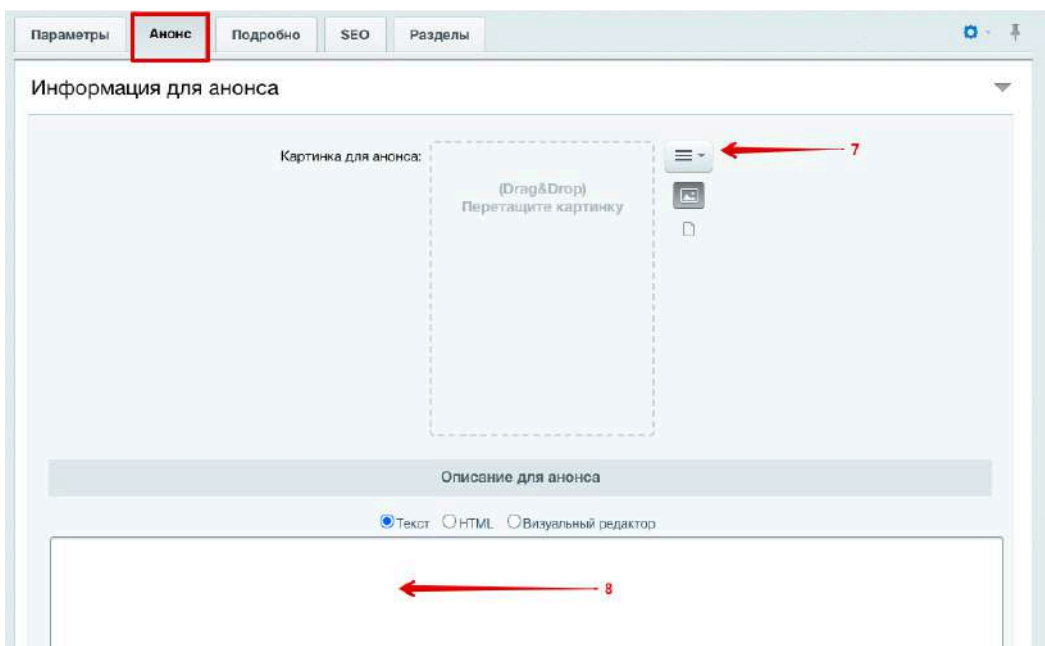 Параметры Анонс Подробно SEO Разделы
Информация для анонса
Картинка для анонса:
7
(Drag&Drop)
Перетащите картинку
Описание для анонса
Текст HTML Визуальный редактор
8